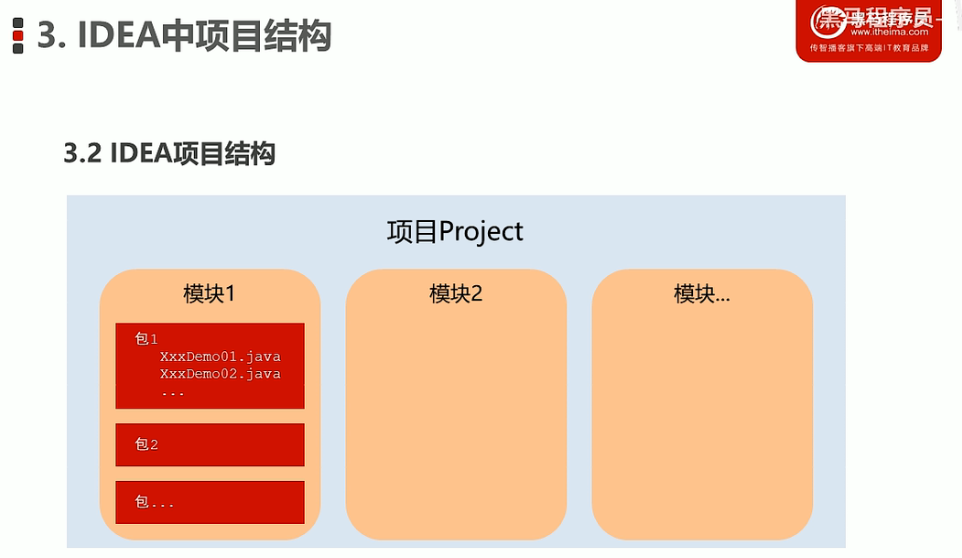 3. IDEA中项目结构
黑马程序员
www.itheima.com
传智播客旗下高端IT教育品牌
3.2 IDEA项目结构
项目Project
模块1
模块2
模块...
包1
XxxDemo01.java
XxxDemo02.java
...
包2
包...